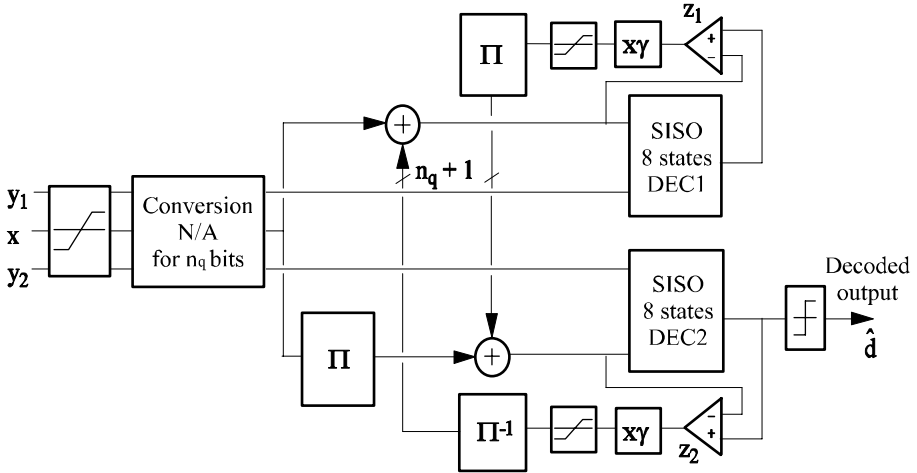 z1
Π
xγ
+
−
+
SISO
8 states
DEC1
nq + 1
y1
x
y2
Conversion
N/A
for nq bits
SISO
8 states
DEC2
Decoded
output
d̂
Π
+
Π-1
xγ
−
+
z2